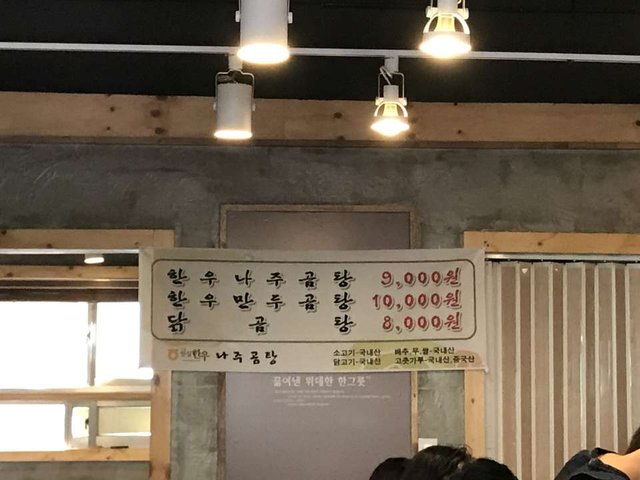 한우나주곰탕 9,000원
한우만두곰탕 10,000원
닭곰탕 8,000원
한우 나주곰탕
소고기-국내산 배추,무,쌀-국내산
닭고기-국내산 고춧가루-국내산,중국산
위대한 한그릇